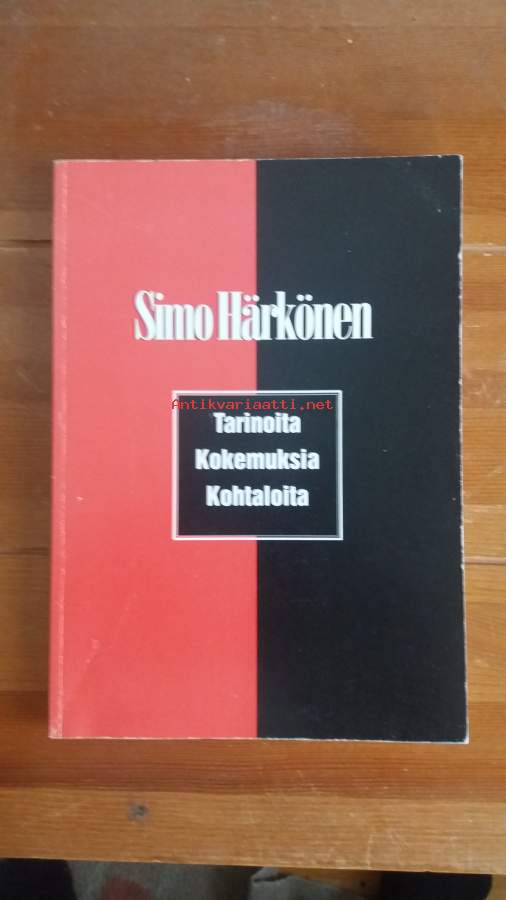 Simo Härkönen
Antikvariaatti.net
Tarinoita
Kokemuksia
Kohtaloita